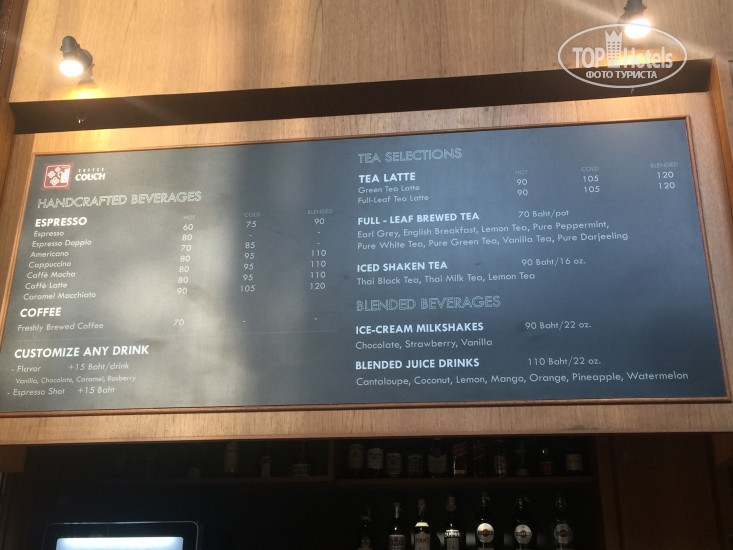 TOP Hotels
ФОТО ТУРИСТА
COFFEE
COUCH
HANDCRAFTED BEVERAGES
HOT COLD BLENDED
ESPRESSO
Espresso 60 75 90
Espresso Doppio 80 - -
Americano 70 85 -
Cappuccino 80 95 110
Caffè Mocha 80 95 110
Caffè Latte 80 95 110
Caramel Macchiato 90 105 120
COFFEE
Freshly Brewed Coffee 70 - -
CUSTOMIZE ANY DRINK
- Flavor +15 Baht/drink
Vanilla, Chocolate, Caramel, Rasberry
- Espresso Shot +15 Baht
TEA SELECTIONS
TEA LATTE HOT COLD BLENDED
Green Tea Latte 90 105 120
Full-Leaf Tea Latte 90 105 120
FULL - LEAF BREWED TEA 70 Baht/pot
Earl Grey, English Breakfast, Lemon Tea, Pure Peppermint,
Pure White Tea, Pure Green Tea, Vanilla Tea, Pure Darjeeling
ICED SHAKEN TEA 90 Baht/16 oz.
Thai Black Tea, Thai Milk Tea, Lemon Tea
BLENDED BEVERAGES
ICE-CREAM MILKSHAKES 90 Baht/22 oz.
Chocolate, Strawberry, Vanilla
BLENDED JUICE DRINKS 110 Baht/22 oz.
Cantaloupe, Coconut, Lemon, Mango, Orange, Pineapple, Watermelon